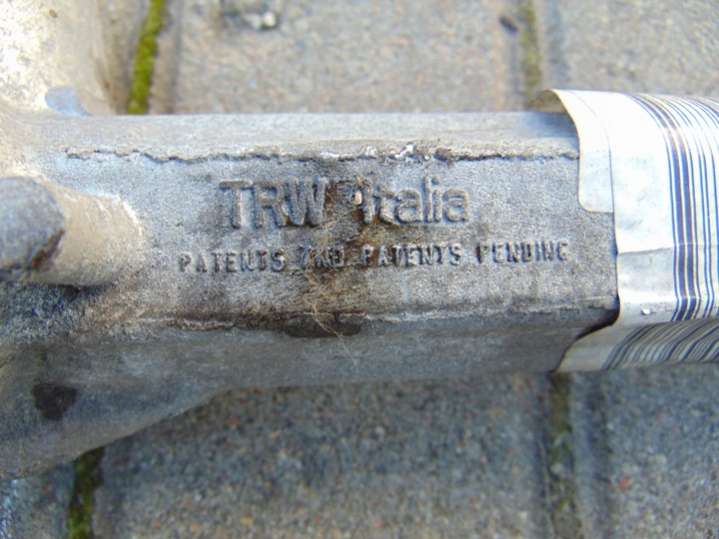 TRW Italia
PATENTS AND PATENTS PENDING